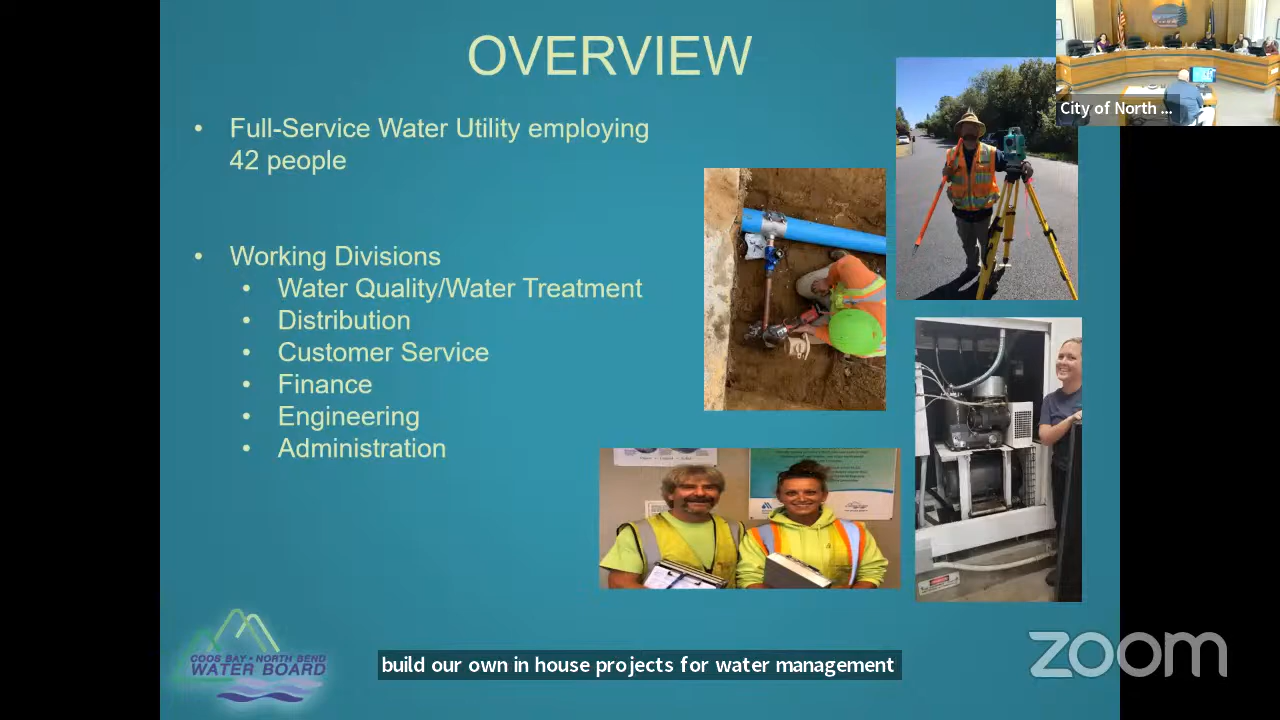 OVERVIEW
City of North ...
• Full-Service Water Utility employing
42 people
• Working Divisions
• Water Quality/Water Treatment
• Distribution
• Customer Service
• Finance
• Engineering
• Administration
COOS BAY • NORTH BEND
WATER BOARD
build our own in house projects for water management
zoom